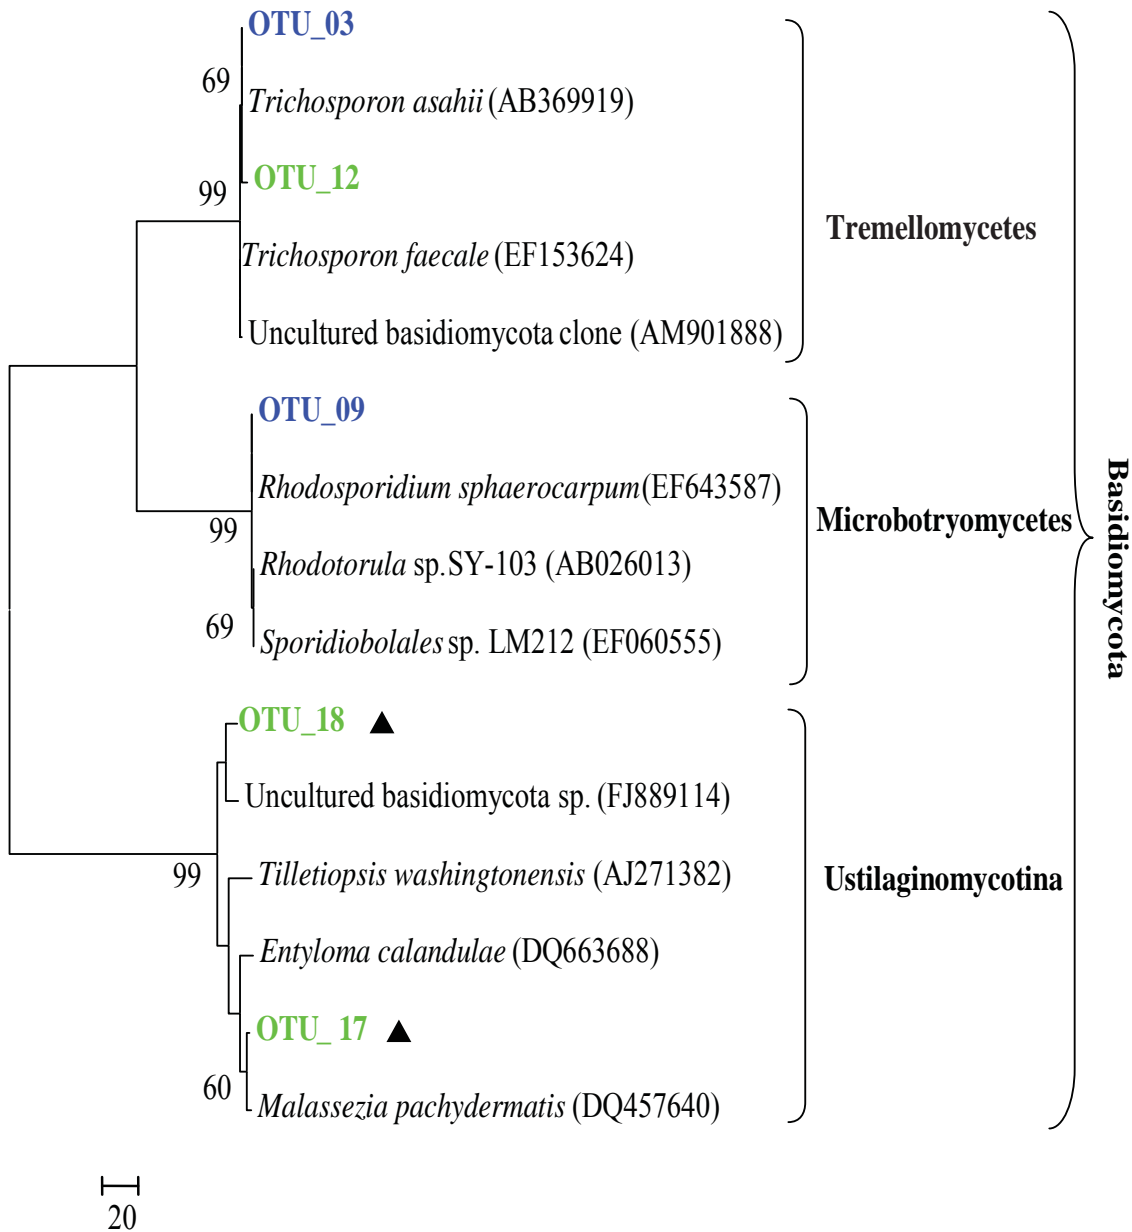 OTU_03
69
Trichosporon asahii (AB369919)
OTU_12
99
Trichosporon faecale (EF153624)
Uncultured basidiomycota clone (AM901888)
Tremellomycetes
OTU_09
Rhodosporidium sphaerocarpum (EF643587)
99
Rhodotorula sp.SY-103 (AB026013)
69
Sporidiobolales sp. LM212 (EF060555)
Microbotryomycetes
OTU_18 ▲
Uncultured basidiomycota sp. (FJ889114)
99
Tilletiopsis washingtonensis (AJ271382)
Entyloma calandulae (DQ663688)
OTU_ 17 ▲
60
Malassezia pachydermatis (DQ457640)
Ustilaginomycotina
Basidiomycota
20